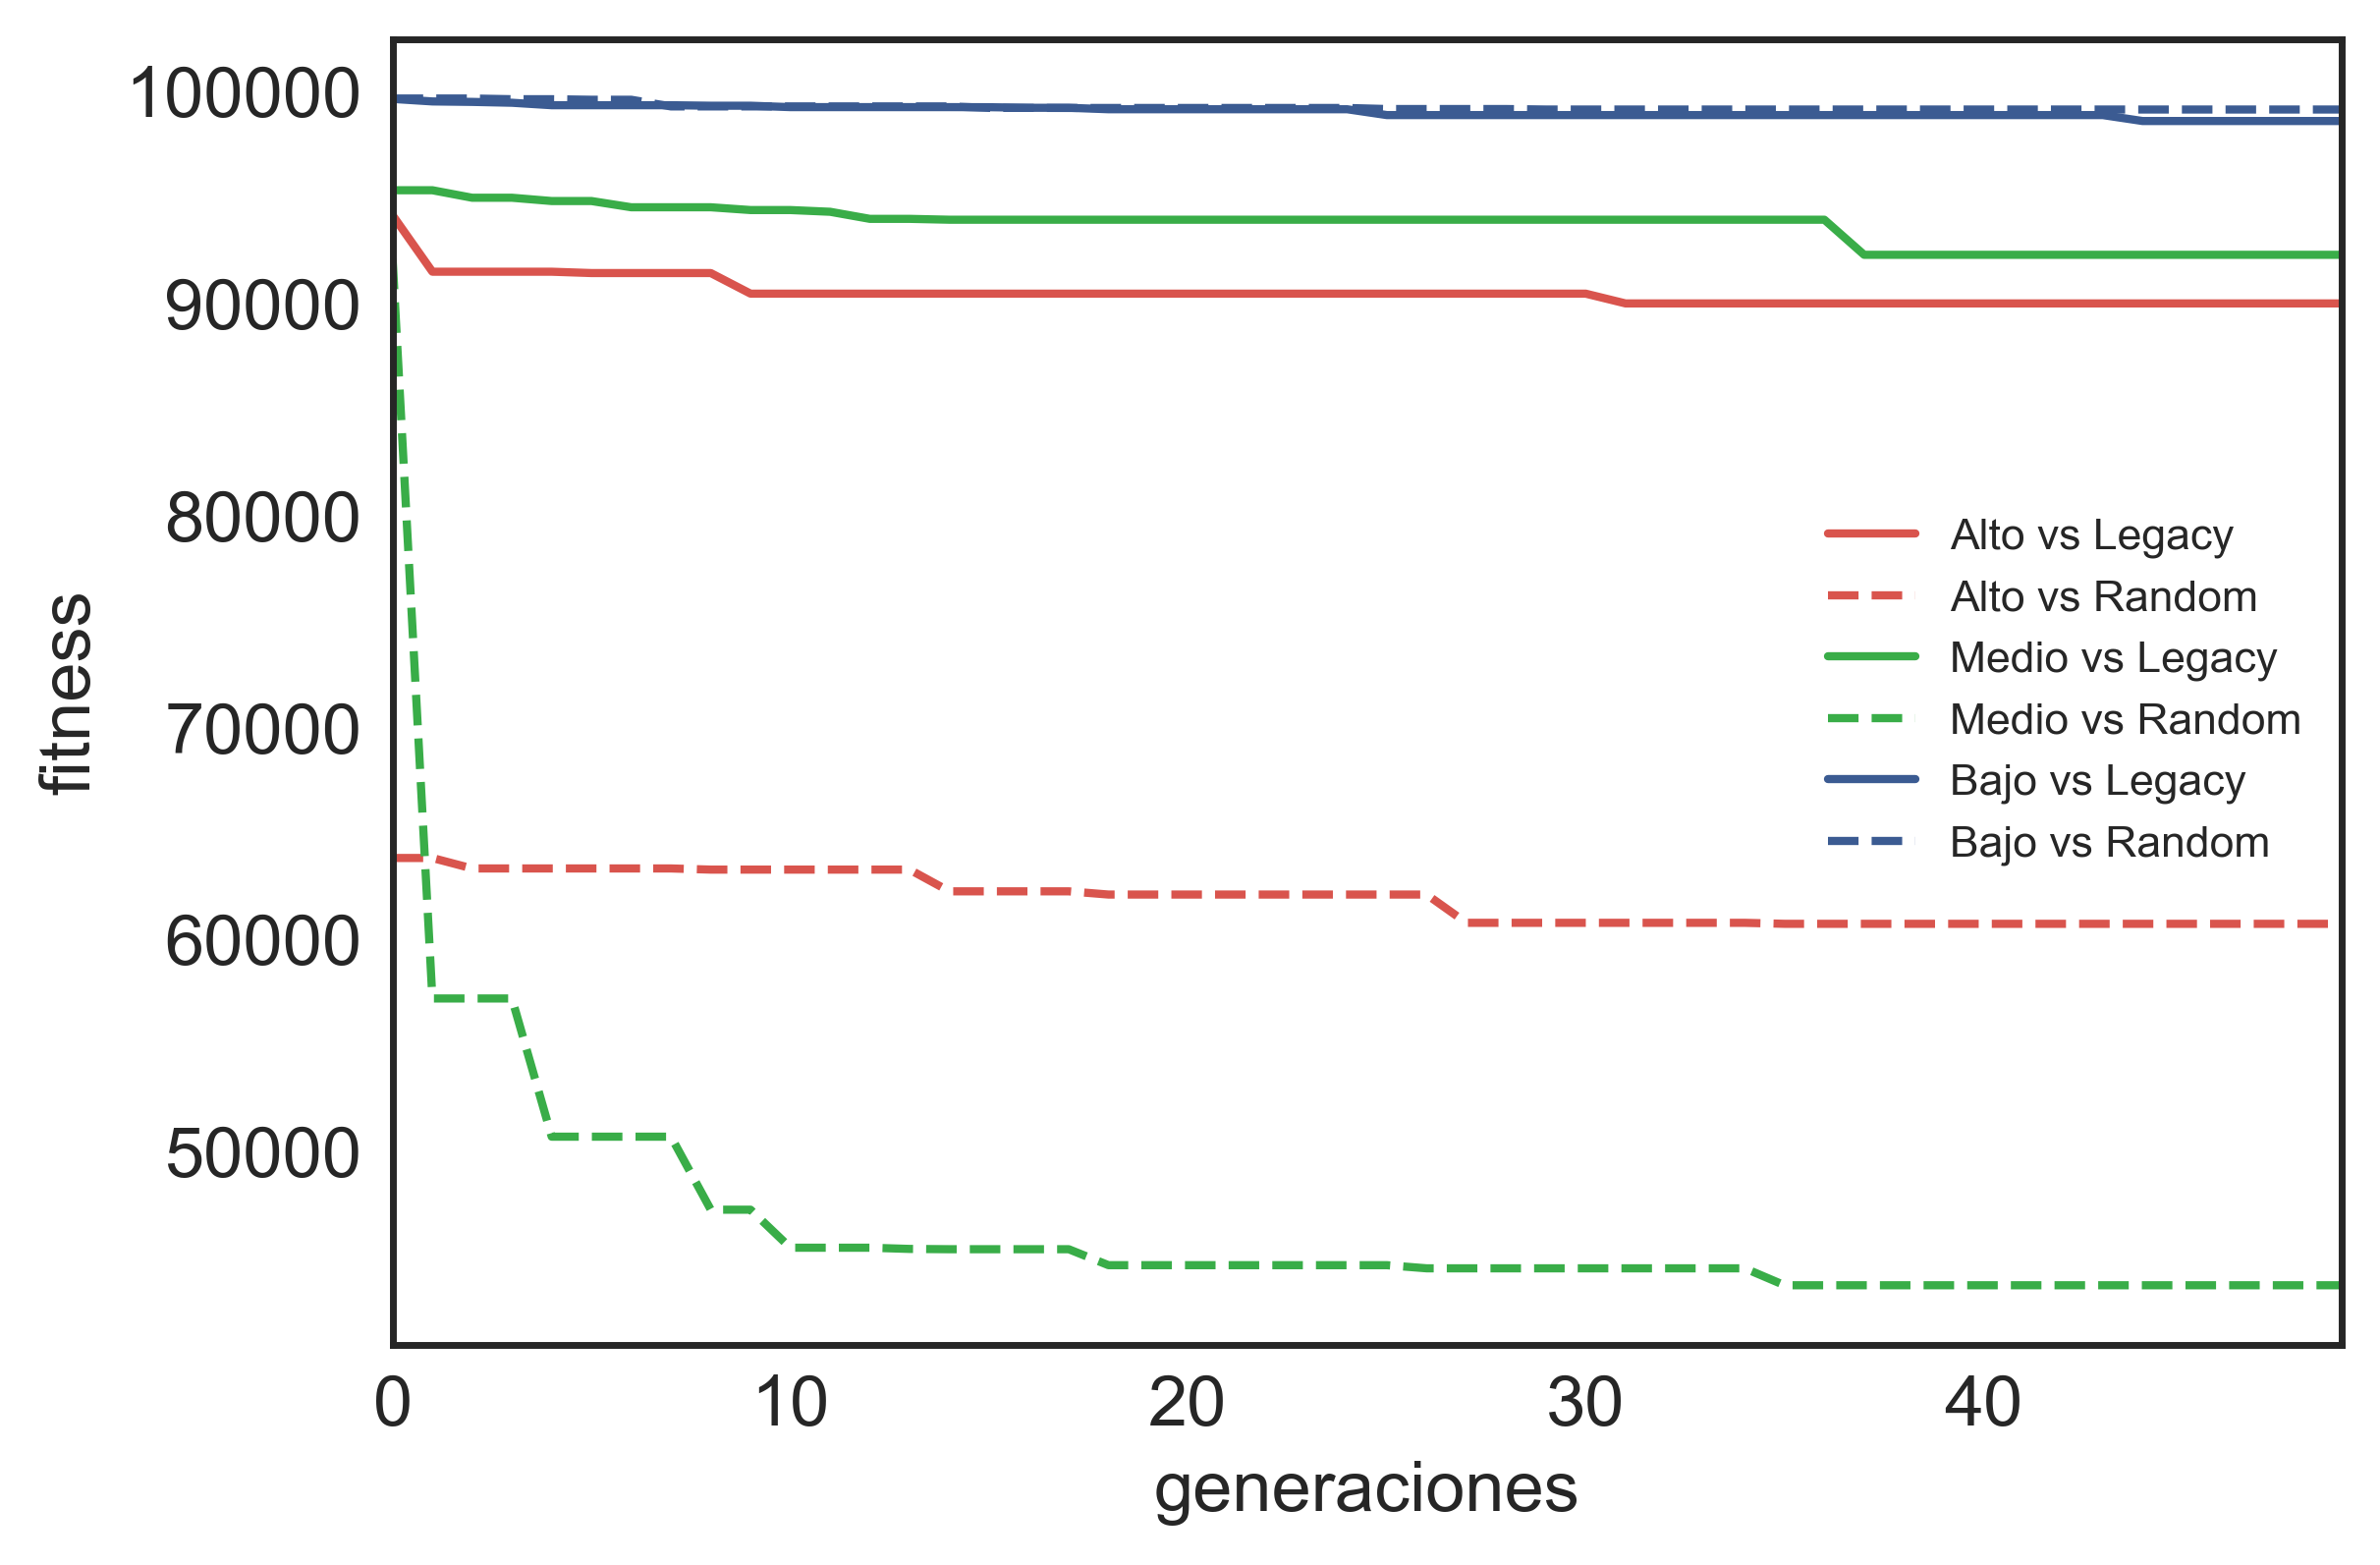 100000
90000
80000
70000
60000
50000
fitness
0 10 20 30 40
generaciones
Alto vs Legacy
Alto vs Random
Medio vs Legacy
Medio vs Random
Bajo vs Legacy
Bajo vs Random